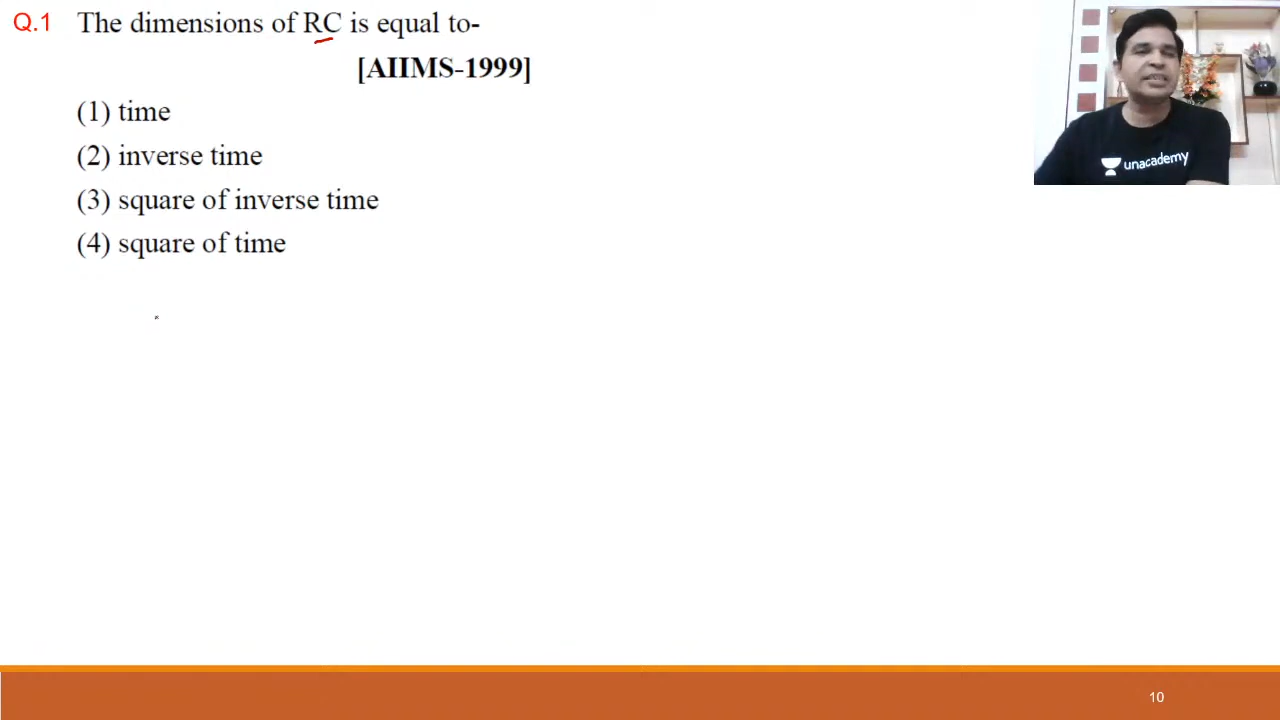 Q.1 The dimensions of RC is equal to-
[AIIMS-1999]
(1) time
(2) inverse time
(3) square of inverse time
(4) square of time
unacademy
10